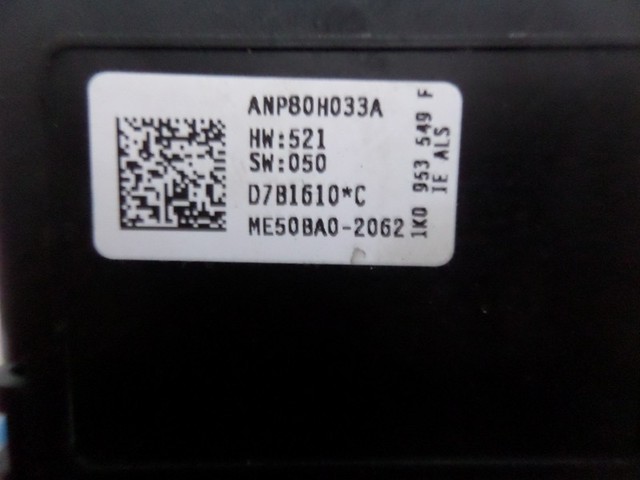 ANP80H033A
HW:521
SW:050
D7B1610*C
ME50BA0-2062
1K0 953 549 F
IE ALS